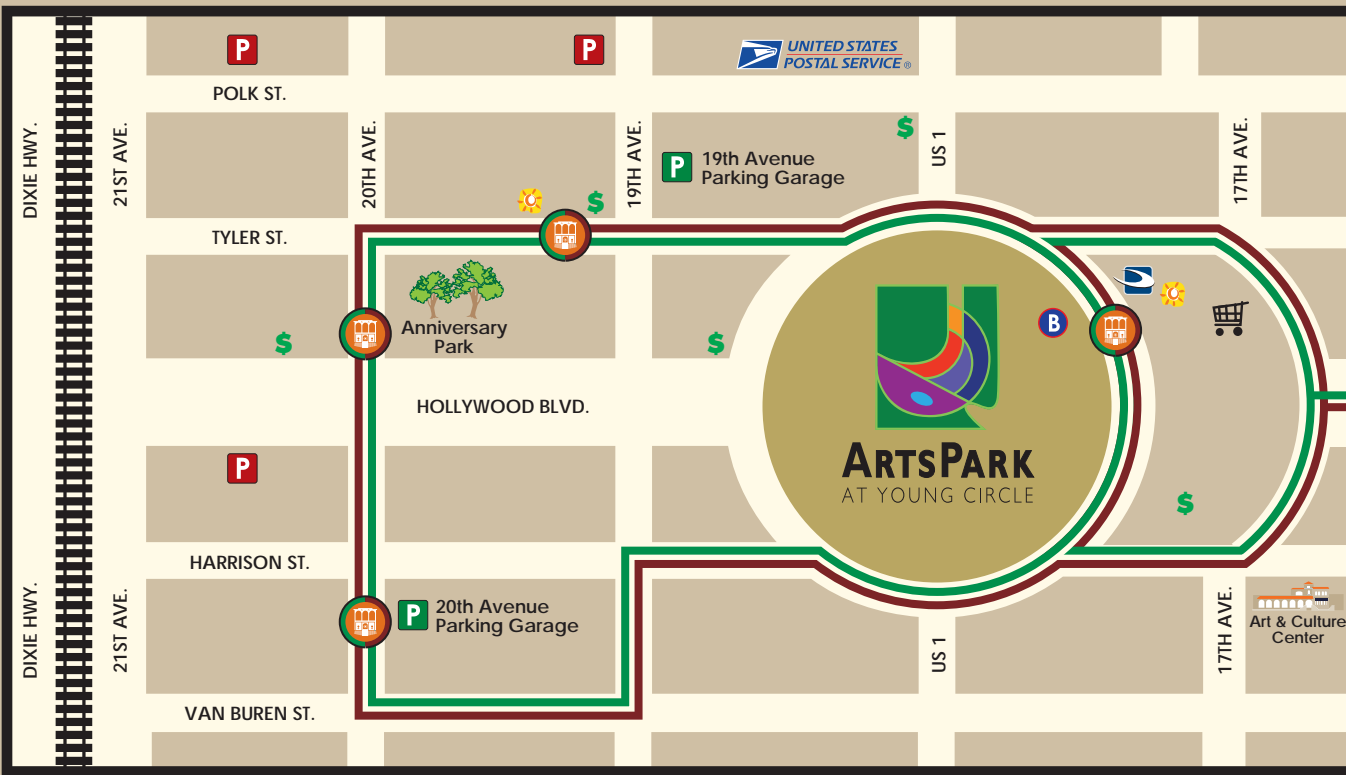 P
P
UNITED STATES
POSTAL SERVICE ®
POLK ST.
DIXIE HWY.
21ST AVE.
20TH AVE.
19TH AVE.
$
US 1
17TH AVE.
P
19th Avenue
Parking Garage
$
TYLER ST.
Anniversary
Park
$
$
B
HOLLYWOOD BLVD.
ARTSPARK
AT YOUNG CIRCLE
P
$
HARRISON ST.
DIXIE HWY.
21ST AVE.
P
20th Avenue
Parking Garage
US 1
17TH AVE.
Art & Culture
Center
VAN BUREN ST.